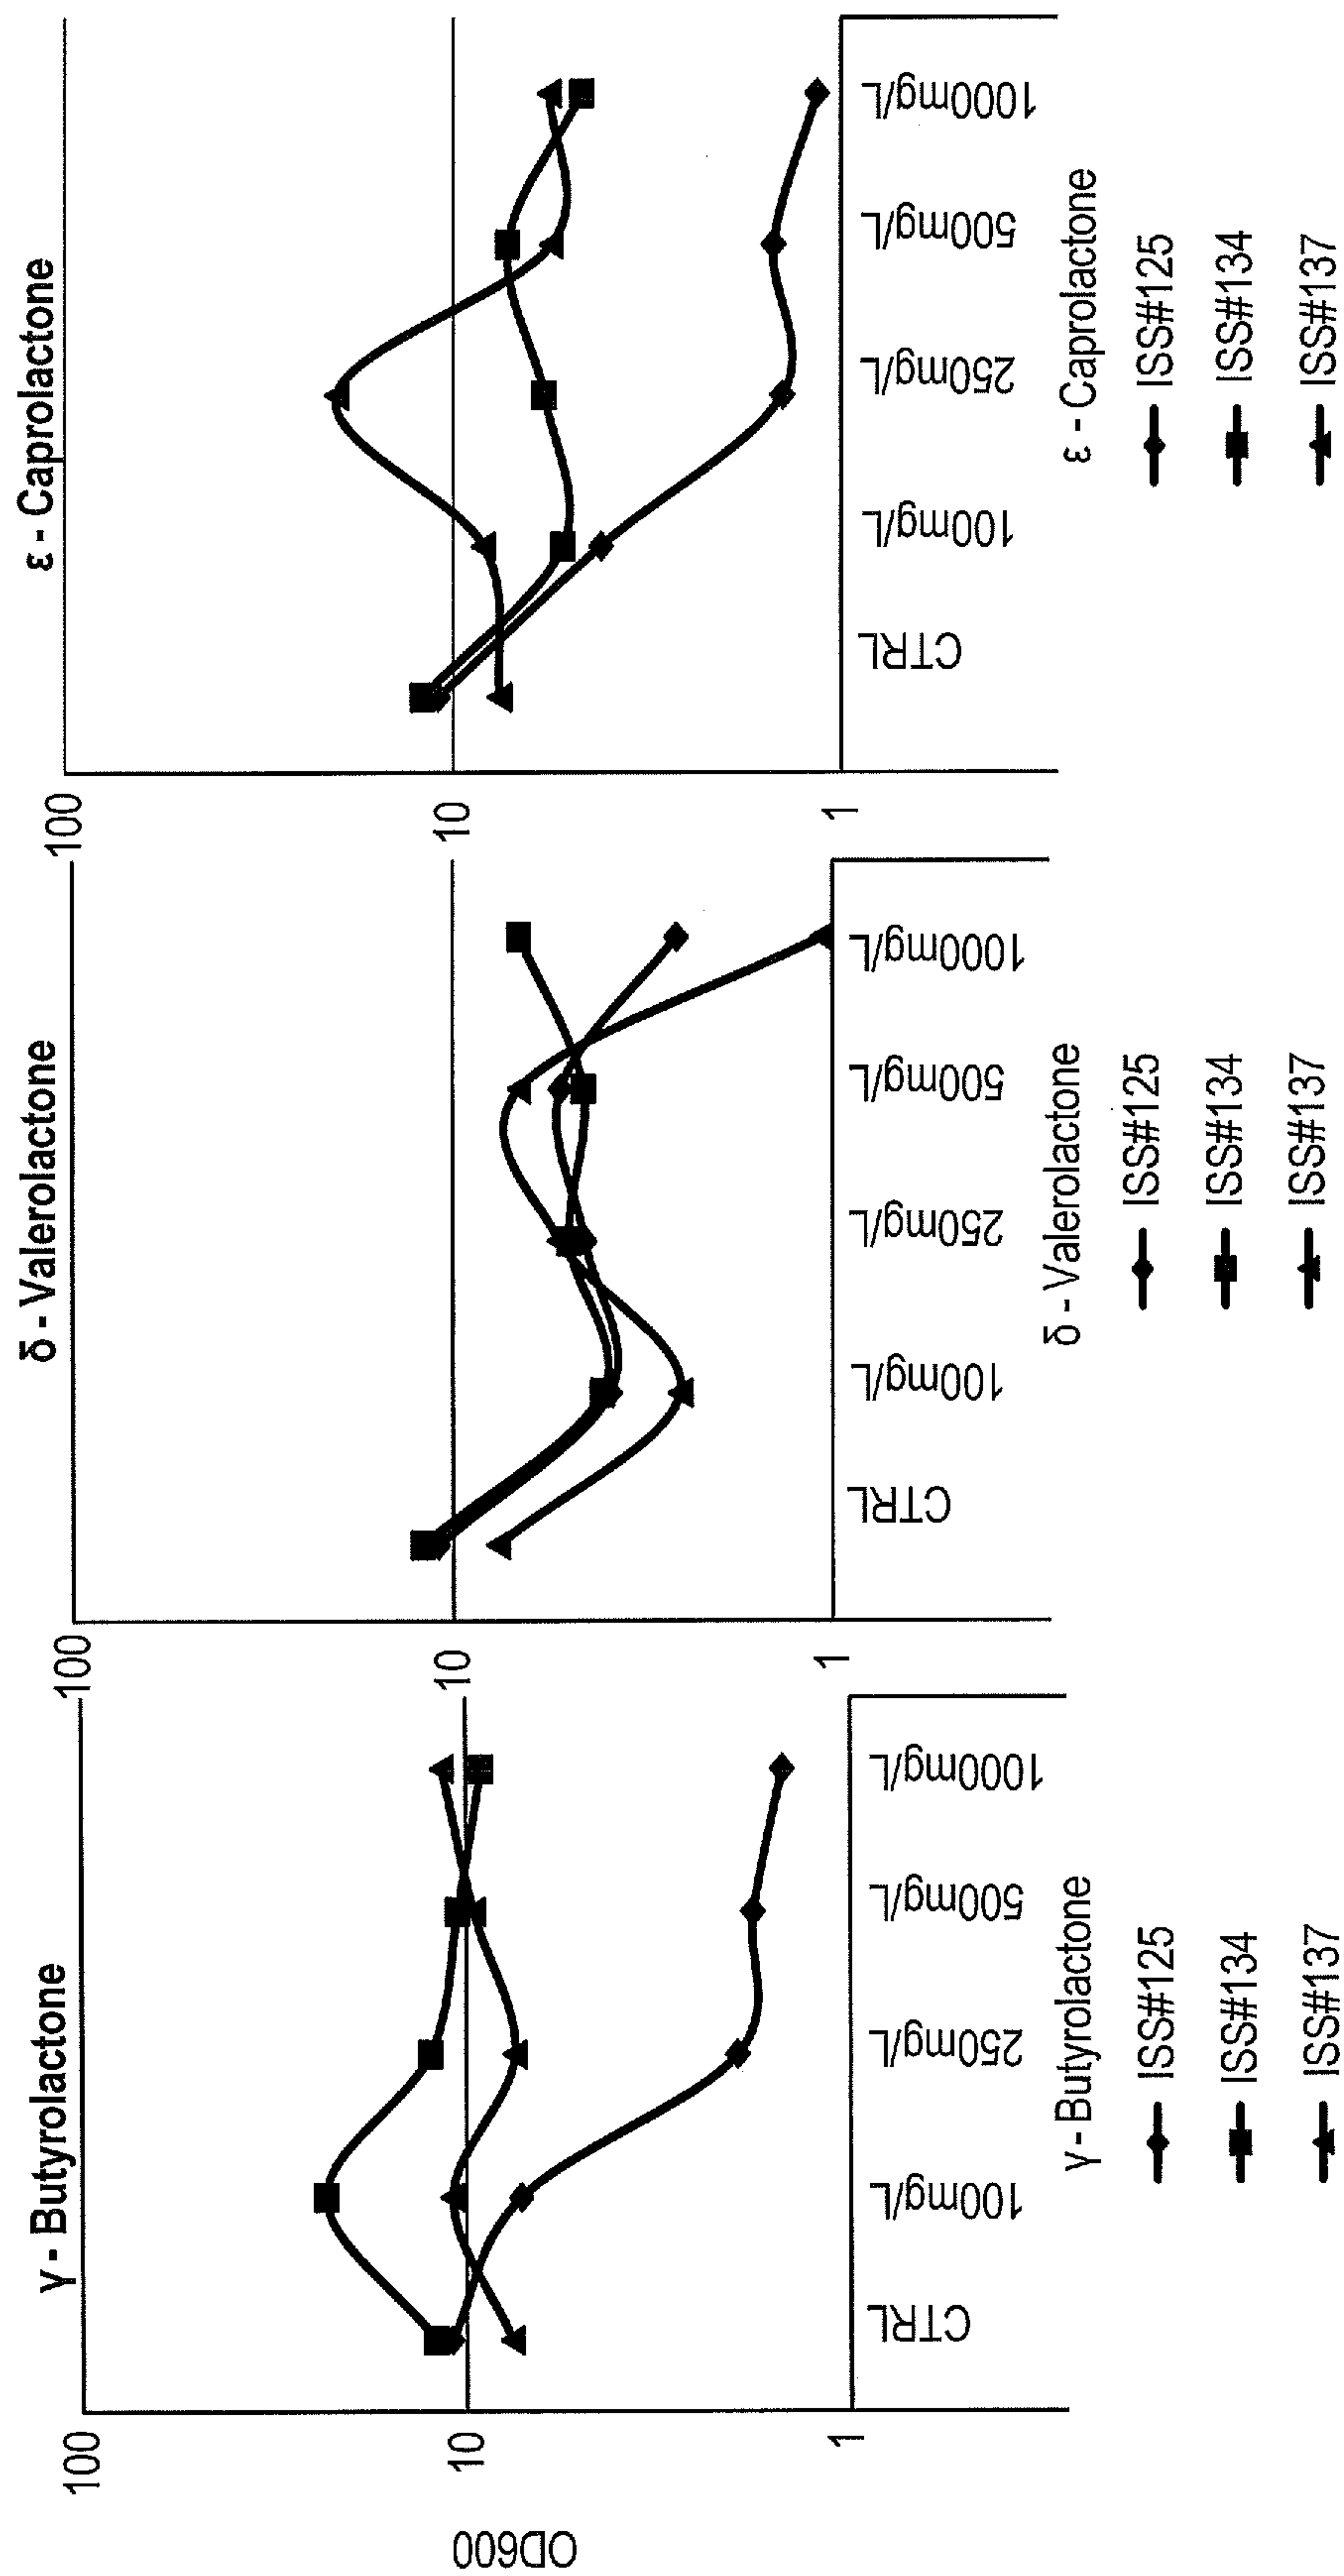 γ - Butyrolactone
100
10
1
OD600
CTRL
100mg/L
250mg/L
500mg/L
1000mg/L
γ - Butyrolactone
ISS#125
ISS#134
ISS#137
δ - Valerolactone
100
10
1
CTRL
100mg/L
250mg/L
500mg/L
1000mg/L
δ - Valerolactone
ISS#125
ISS#134
ISS#137
ε - Caprolactone
100
10
1
CTRL
100mg/L
250mg/L
500mg/L
1000mg/L
ε - Caprolactone
ISS#125
ISS#134
ISS#137